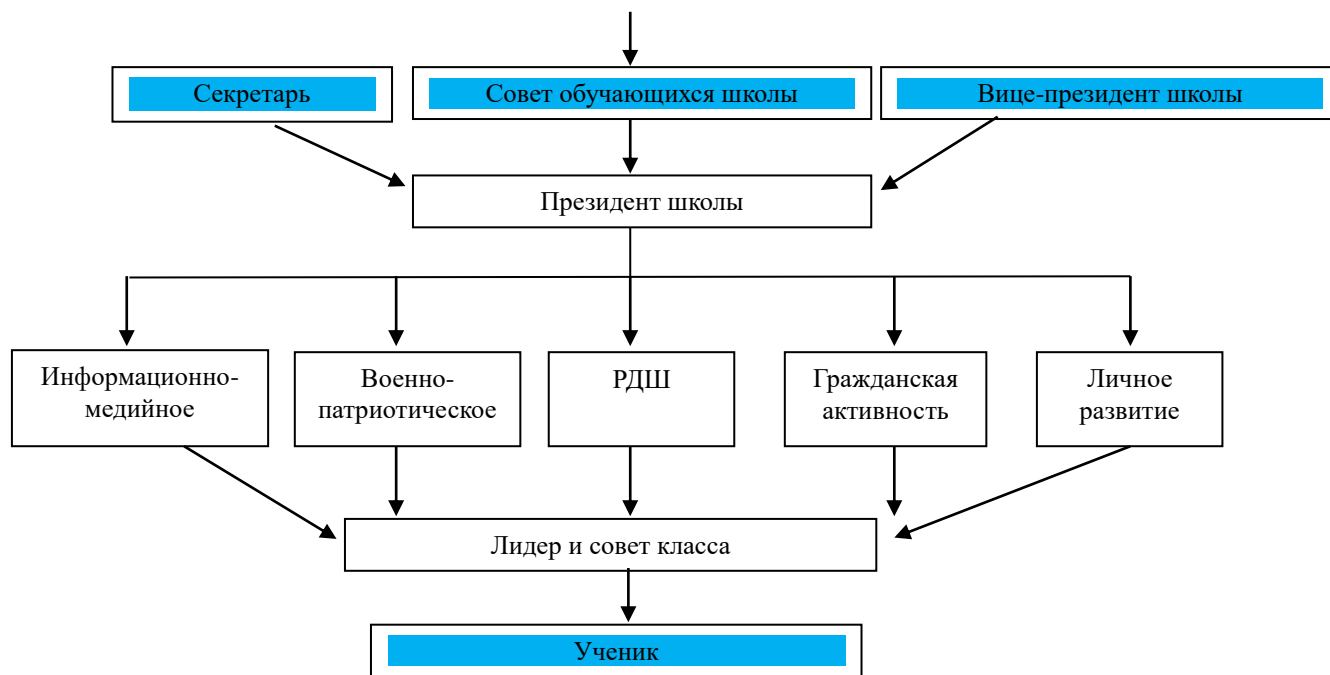 Секретарь
Совет обучающихся школы
Вице-президент школы
Президент школы
Информационно-
медийное
Военно-
патриотическое
РДШ
Гражданская
активность
Личное
развитие
Лидер и совет класса
Ученик